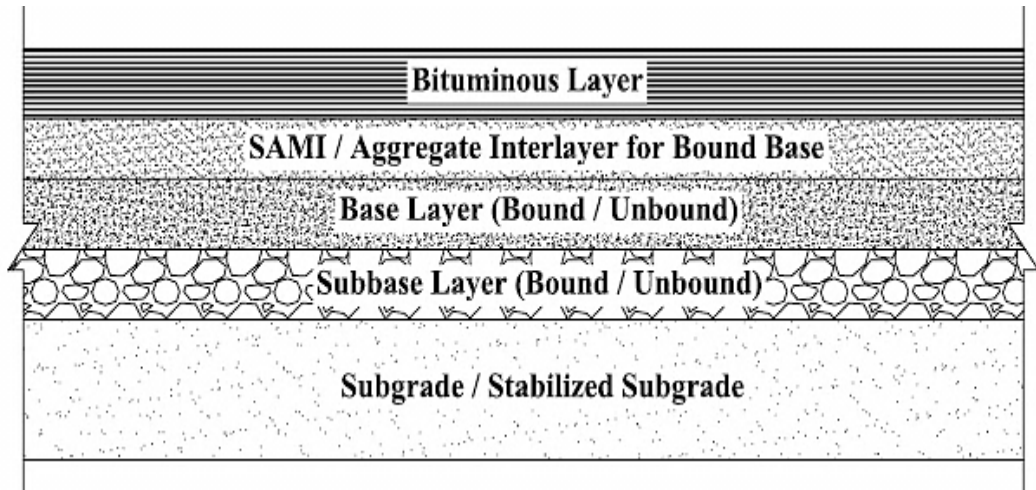 Bituminous Layer
SAMI / Aggregate Interlayer for Bound Base
Base Layer (Bound / Unbound)
Subbase Layer (Bound / Unbound)
Subgrade / Stabilized Subgrade